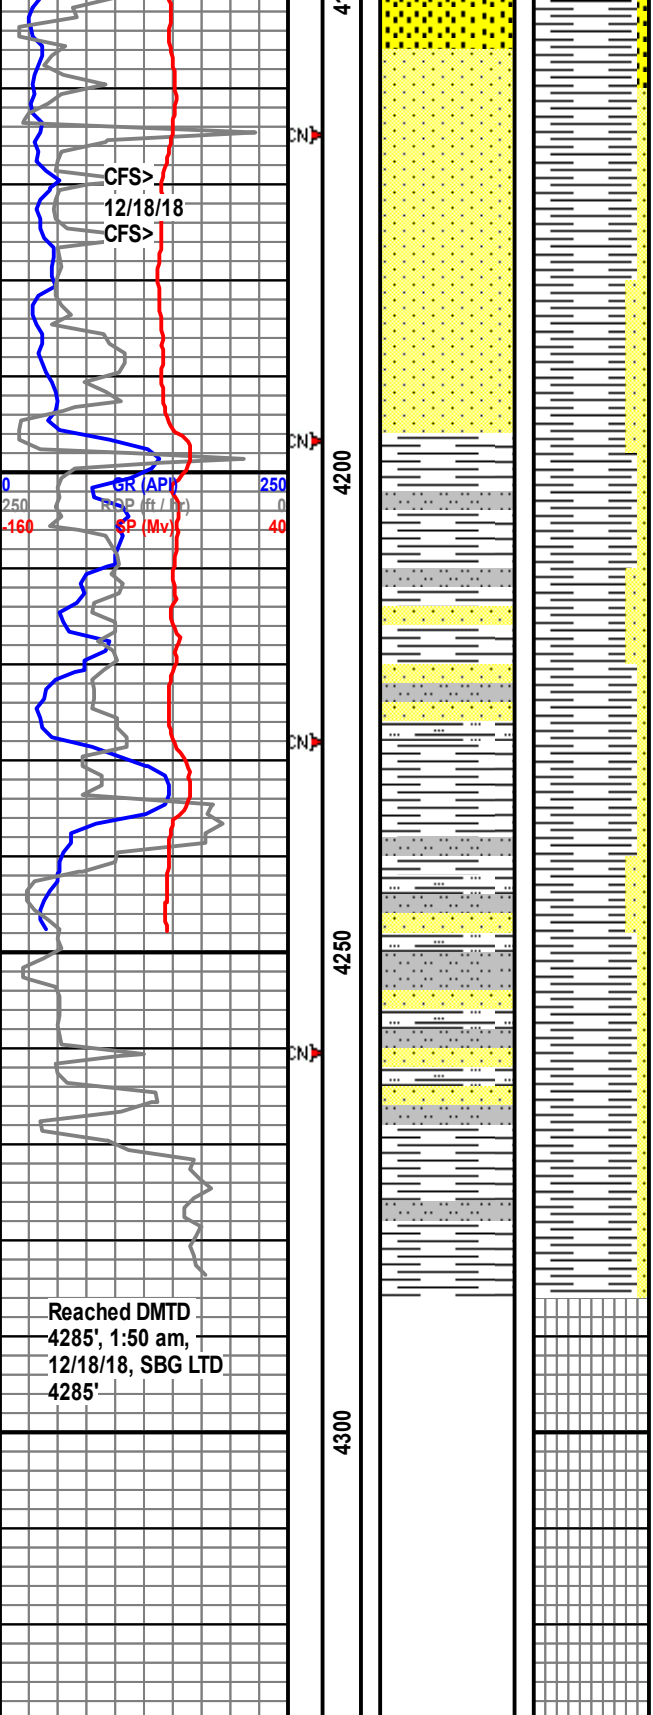 CN]
CFS>
12/18/18
CFS>
CN]
4200
0 GR (API) 250
250 ROP (ft / hr) 0
-160 SP (Mv) 40
CN]
4250
CN]
Reached DMTD
4285', 1:50 am,
12/18/18, SBG LTD
4285'
4300